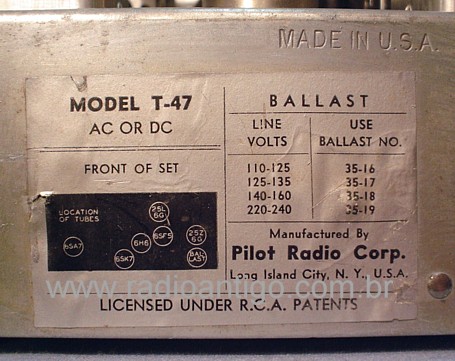 MADE IN U.S.A.
MODEL T-47
AC OR DC
FRONT OF SET
LOCATION
OF TUBES
25L
6G
6SA7
6SK7
6H6
6SF5
25Z
6G
BAL
LAST
BALLAST
LINE VOLTS
USE BALLAST NO.
110-125 35-16
125-135 35-17
140-160 35-18
220-240 35-19
Manufactured By
Pilot Radio Corp.
Long Island City, N. Y., U.S.A.
www.radioantigo.com.br
LICENSED UNDER R.C.A. PATENTS